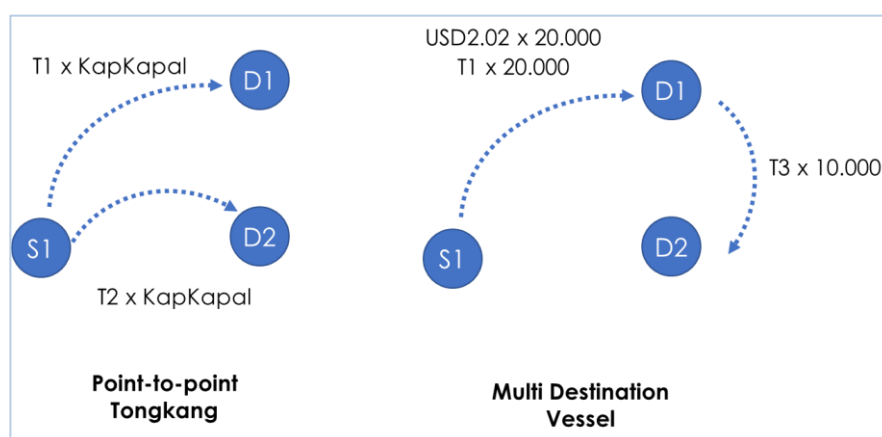 T1 x KapKapal
D1
S1
D2
T2 x KapKapal
Point-to-point
Tongkang
USD2.02 x 20.000
T1 x 20.000
D1
T3 x 10.000
S1
D2
Multi Destination
Vessel